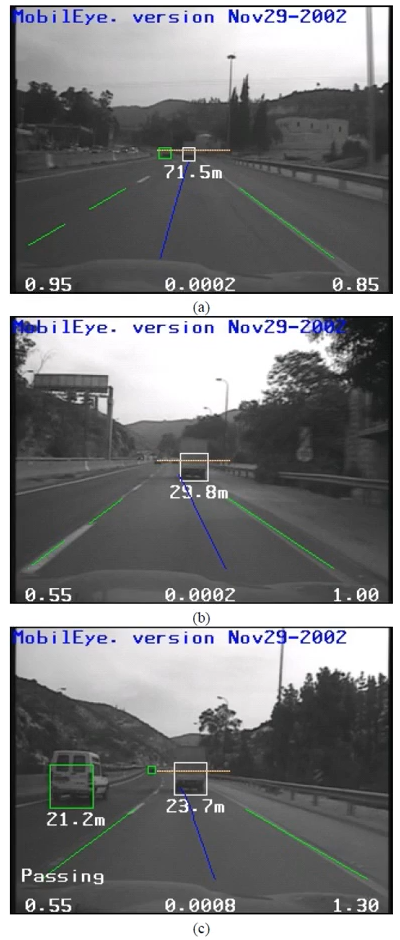 MobilEye. version Nov29-2002
71.5m
0.95 0.0002 0.85
(a)
MobilEye. version Nov29-2002
29.8m
0.55 0.0002 1.00
(b)
MobilEye. version Nov29-2002
21.2m 23.7m
Passing
0.55 0.0008 1.30
(c)